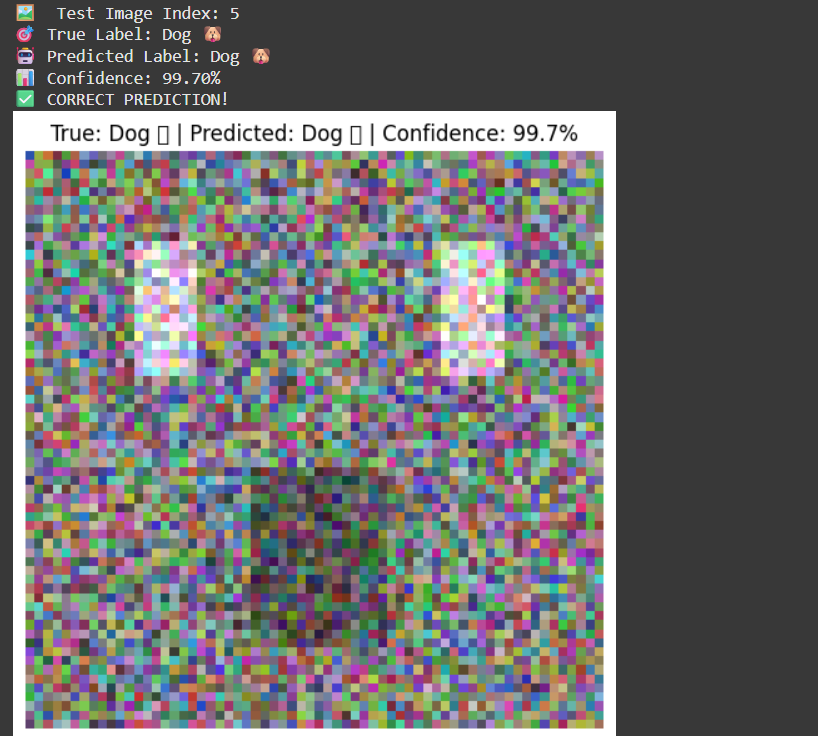 🖼️ Test Image Index: 5
🎯 True Label: Dog 🐶
🤖 Predicted Label: Dog 🐶
📊 Confidence: 99.70%
✅ CORRECT PREDICTION!
True: Dog ▯ | Predicted: Dog ▯ | Confidence: 99.7%